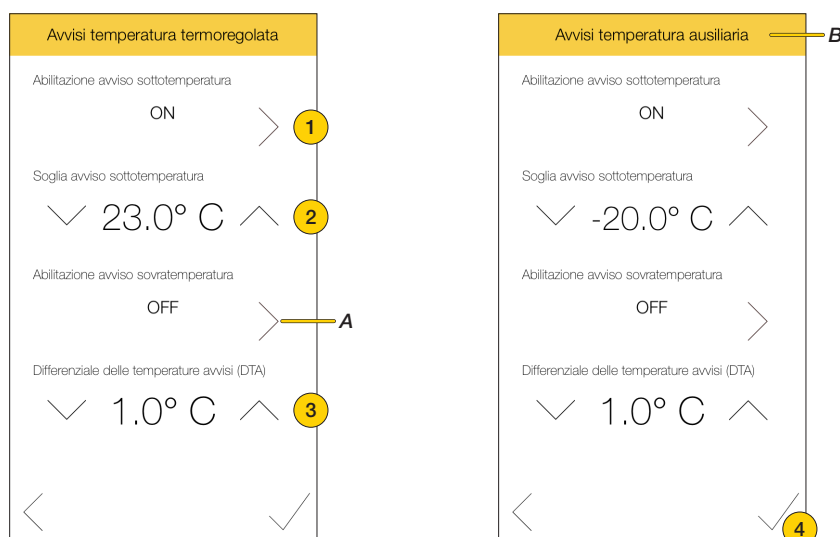 Avvisi temperatura termoregolata
Abilitazione avviso sottotemperatura
ON
1
Soglia avviso sottotemperatura
23.0° C
2
Abilitazione avviso sovratemperatura
OFF
A
Differenziale delle temperature avvisi (DTA)
1.0° C
3
Avvisi temperatura ausiliaria
B
Abilitazione avviso sottotemperatura
ON
Soglia avviso sottotemperatura
-20.0° C
Abilitazione avviso sovratemperatura
OFF
Differenziale delle temperature avvisi (DTA)
1.0° C
4